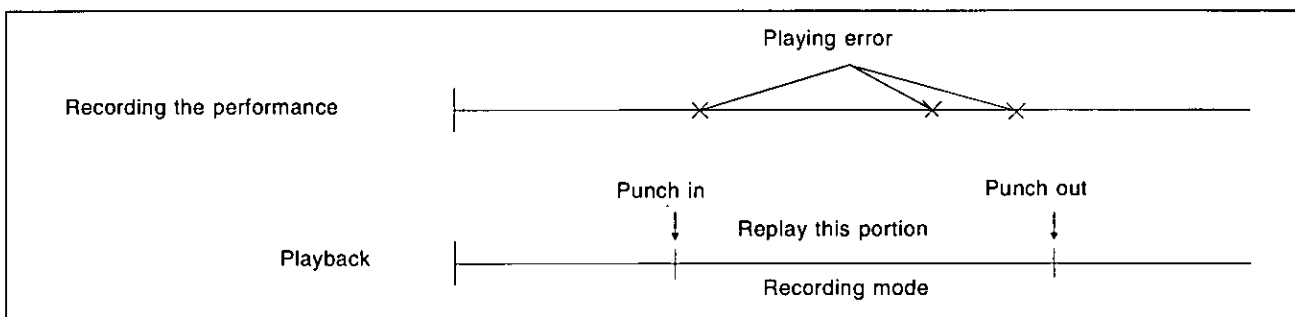 Playing error
Recording the performance
Punch in
Punch out
Replay this portion
Playback
Recording mode